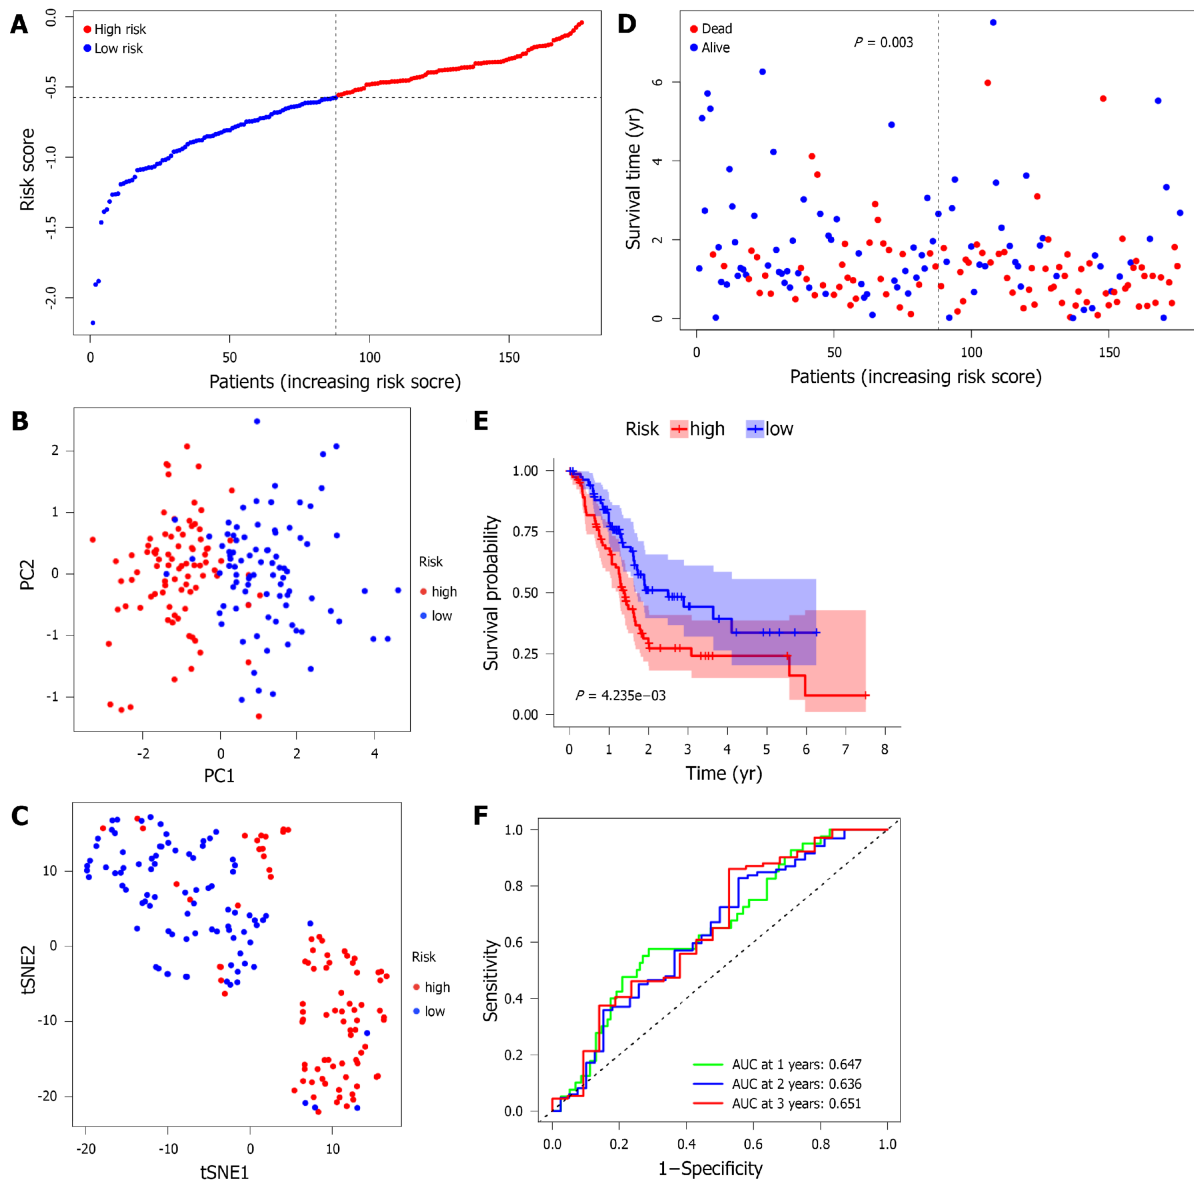 A
High risk
Low risk
0.0
-0.5
-1.0
-1.5
-2.0
Risk score
0
50
100
150
Patients (increasing risk socre)
D
Dead
Alive
P = 0.003
6
4
2
0
Survival time (yr)
0
50
100
150
Patients (increasing risk score)
B
2
1
0
-1
PC2
-2
0
2
4
PC1
Risk
high
low
E
Risk
high
low
1.00
0.75
0.50
0.25
0.00
Survival probability
P = 4.235e−03
0
1
2
3
4
5
6
7
8
Time (yr)
C
10
0
-10
-20
tSNE2
-20
-10
0
10
tSNE1
Risk
high
low
F
1.0
0.8
0.6
0.4
0.2
0.0
Sensitivity
AUC at 1 years: 0.647
AUC at 2 years: 0.636
AUC at 3 years: 0.651
0.0
0.2
0.4
0.6
0.8
1.0
1−Specificity